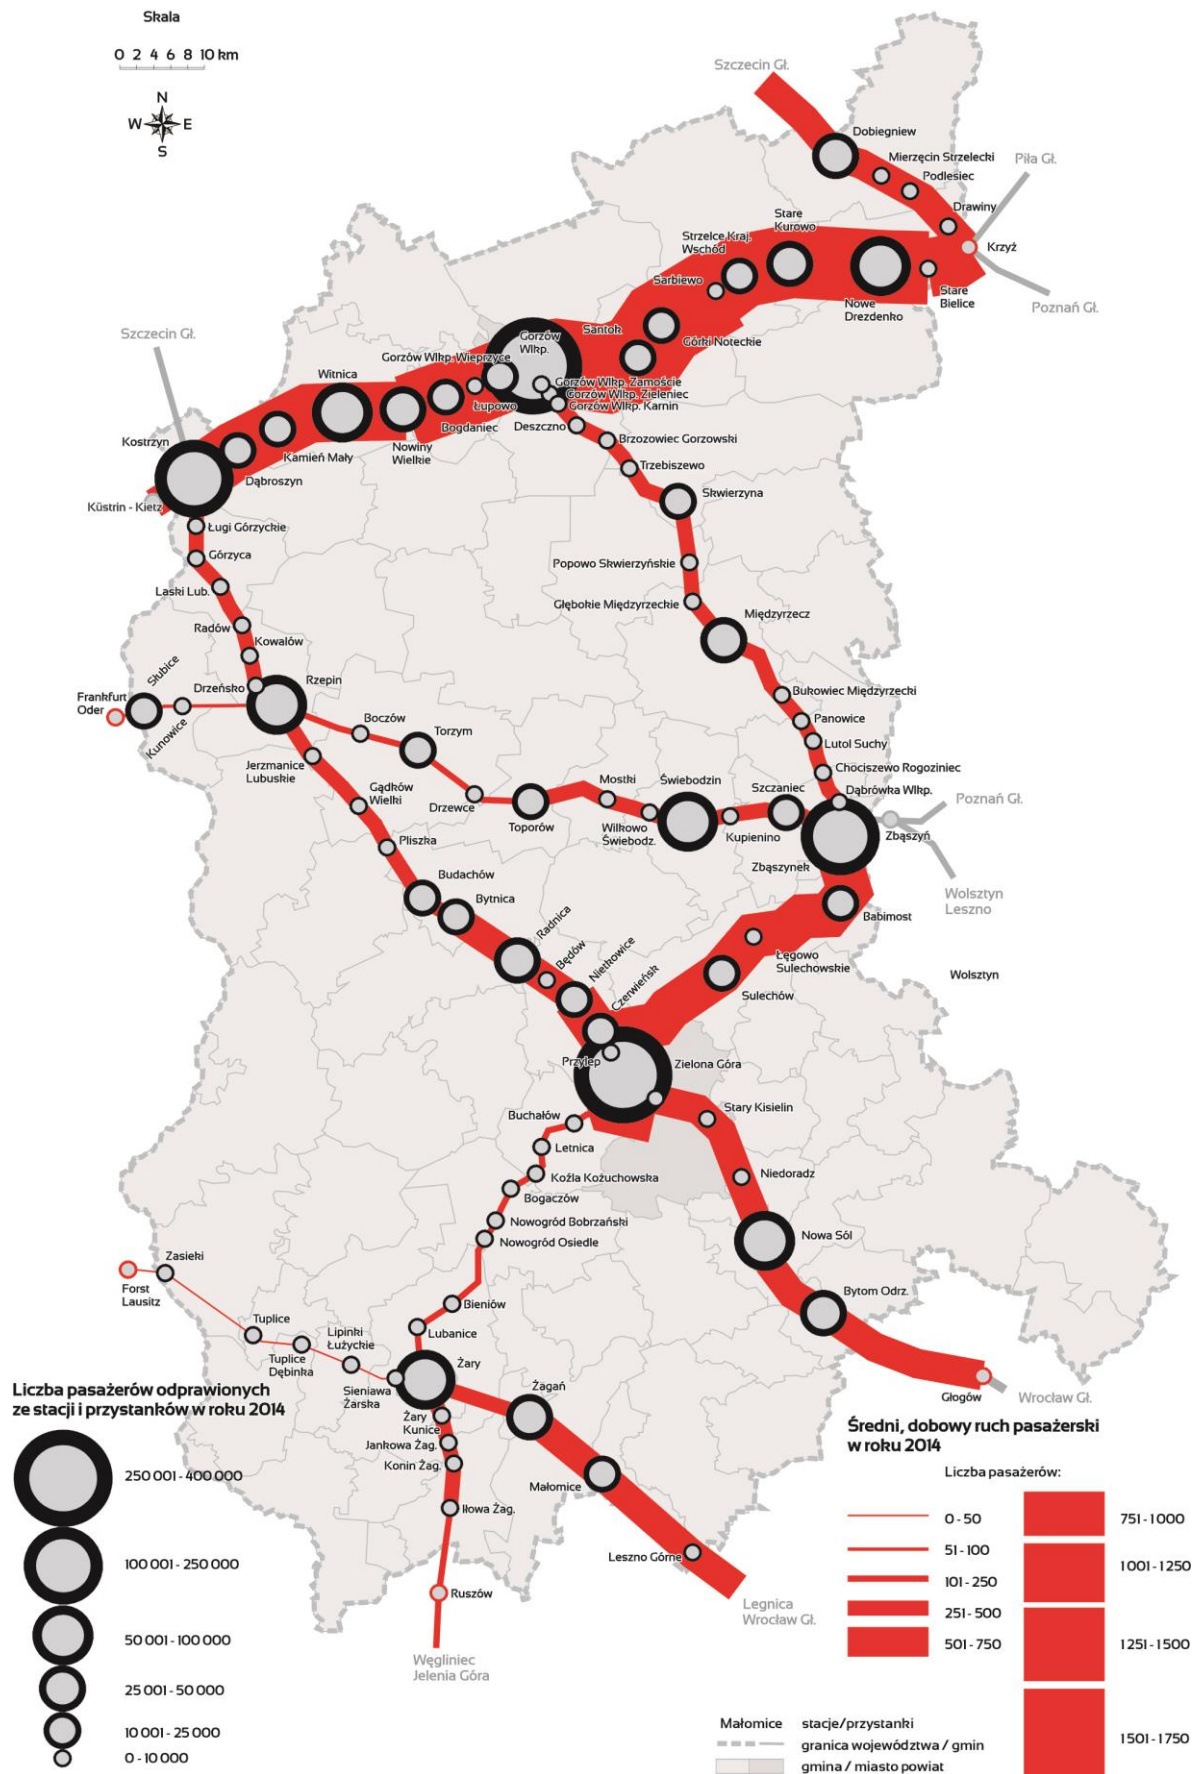 Skala
0 2 4 6 8 10 km
N
W E
S
Szczecin Gł.
Dobiegniew
Mierzęcin Strzelecki
Podlesiec
Piła Gł.
Drawiny
Stare
Kurowo
Strzelce Kraj.
Wschód
Krzyż
Sarbiewo
Stare
Bielice
Nowe
Drezdenko
Poznań Gł.
Santok
Górki Noteckie
Szczecin Gł.
Gorzów
Wlkp.
Gorzów Wlkp. Wieprzyce
Witnica
Gorzów Wlkp. Zamoście
Gorzów Wlkp. Zieleniec
Gorzów Wlkp. Karnin
Łupowo
Bogdaniec
Deszczno
Nowiny
Wielkie
Kostrzyn
Kamień Mały
Brzozowiec Gorzowski
Trzebiszewo
Dąbroszyn
Skwierzyna
Küstrin - Kietz
Ługi Górzyckie
Górzyca
Popowo Skwierzyńskie
Laski Lub.
Głębokie Międzyrzeckie
Radów
Międzyrzecz
Kowalów
Słubice
Drzeńsko
Rzepin
Frankfurt
Oder
Kunowice
Bukowiec Międzyrzecki
Panowice
Boczów
Torzym
Lutol Suchy
Jerzmanice
Lubuskie
Chociszewo Rogoziniec
Gądków
Wielki
Mostki
Świebodzin
Szczaniec
Dąbrówka Wlkp.
Poznań Gł.
Drzewce
Toporów
Wilkowo
Świebodz.
Kupienino
Zbąszyń
Pliszka
Zbąszynek
Budachów
Bytnica
Wolsztyn
Leszno
Babimost
Radnica
Będów
Nietkowice
Czerwieńsk
Łęgowo
Sulechowskie
Wolsztyn
Sulechów
Przylep
Zielona Góra
Buchałów
Stary Kisielin
Letnica
Koźla Kożuchowska
Niedoradz
Bogaczów
Nowogród Bobrzański
Nowogród Osiedle
Nowa Sól
Zasieki
Forst
Lausitz
Bieniów
Bytom Odrz.
Tuplice
Lubanice
Tuplice
Dębinka
Lipinki
Łużyckie
Żary
Sieniawa
Żarska
Żagań
Głogów
Wrocław Gł.
Żary
Kunice
Jankowa Żag.
Konin Żag.
Małomice
Iłowa Żag.
Leszno Górne
Ruszów
Legnica
Wrocław Gł.
Węgliniec
Jelenia Góra
Liczba pasażerów odprawionych
ze stacji i przystanków w roku 2014
250 001 - 400 000
100 001 - 250 000
50 001 - 100 000
25 001 - 50 000
10 001 - 25 000
0 - 10 000
Średni, dobowy ruch pasażerski
w roku 2014
Liczba pasażerów:
0 - 50
51 - 100
101 - 250
251 - 500
501 - 750
751 - 1000
1001 - 1250
1251 - 1500
1501 - 1750
Małomice stacje/przystanki
granica województwa / gmin
gmina / miasto powiat